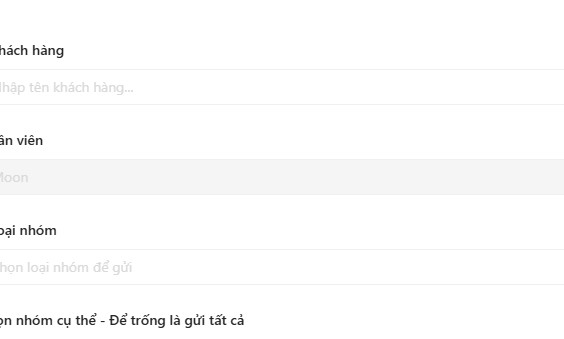 hách hàng
hập tên khách hàng...
ân viên
Moon
oại nhóm
họn loại nhóm để gửi
ọn nhóm cụ thể - Để trống là gửi tất cả